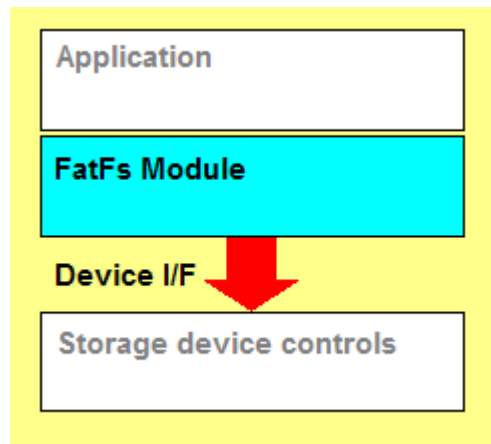 Application
FatFs Module
Device I/F
Storage device controls